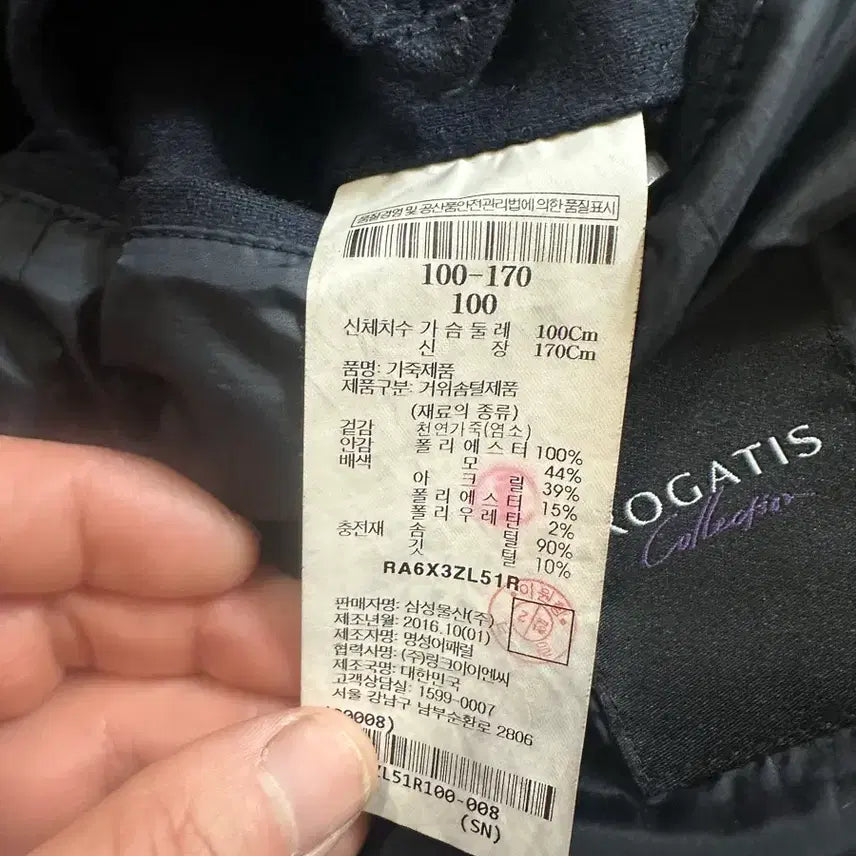 품질경영 및 공산품안전관리법에 의한 품질표시
100-170
100
신체치수 가 슴 둘 레 100Cm
신 장 170Cm
품명: 가죽제품
제품구분: 거위솜털제품
(재료의 종류)
겉감 천연가죽(염소)
안감 폴 리 에 스 터 100%
배색 모 44%
아 크 릴 39%
폴 리 에 스 터 15%
폴 리 우 레 탄 2%
충전재 솜 털 90%
깃 털 10%
RA6X3ZL51R
판매자명: 삼성물산(주)
제조년월: 2016.10(01)
제조자명: 명성어패럴
협력사명: (주)링크아이엔씨
제조국명: 대한민국
고객상담실: 1599-0007
서울 강남구 남부순환로 2806
0008)
ZL51R100-008
(SN)
ROGATIS
Collection